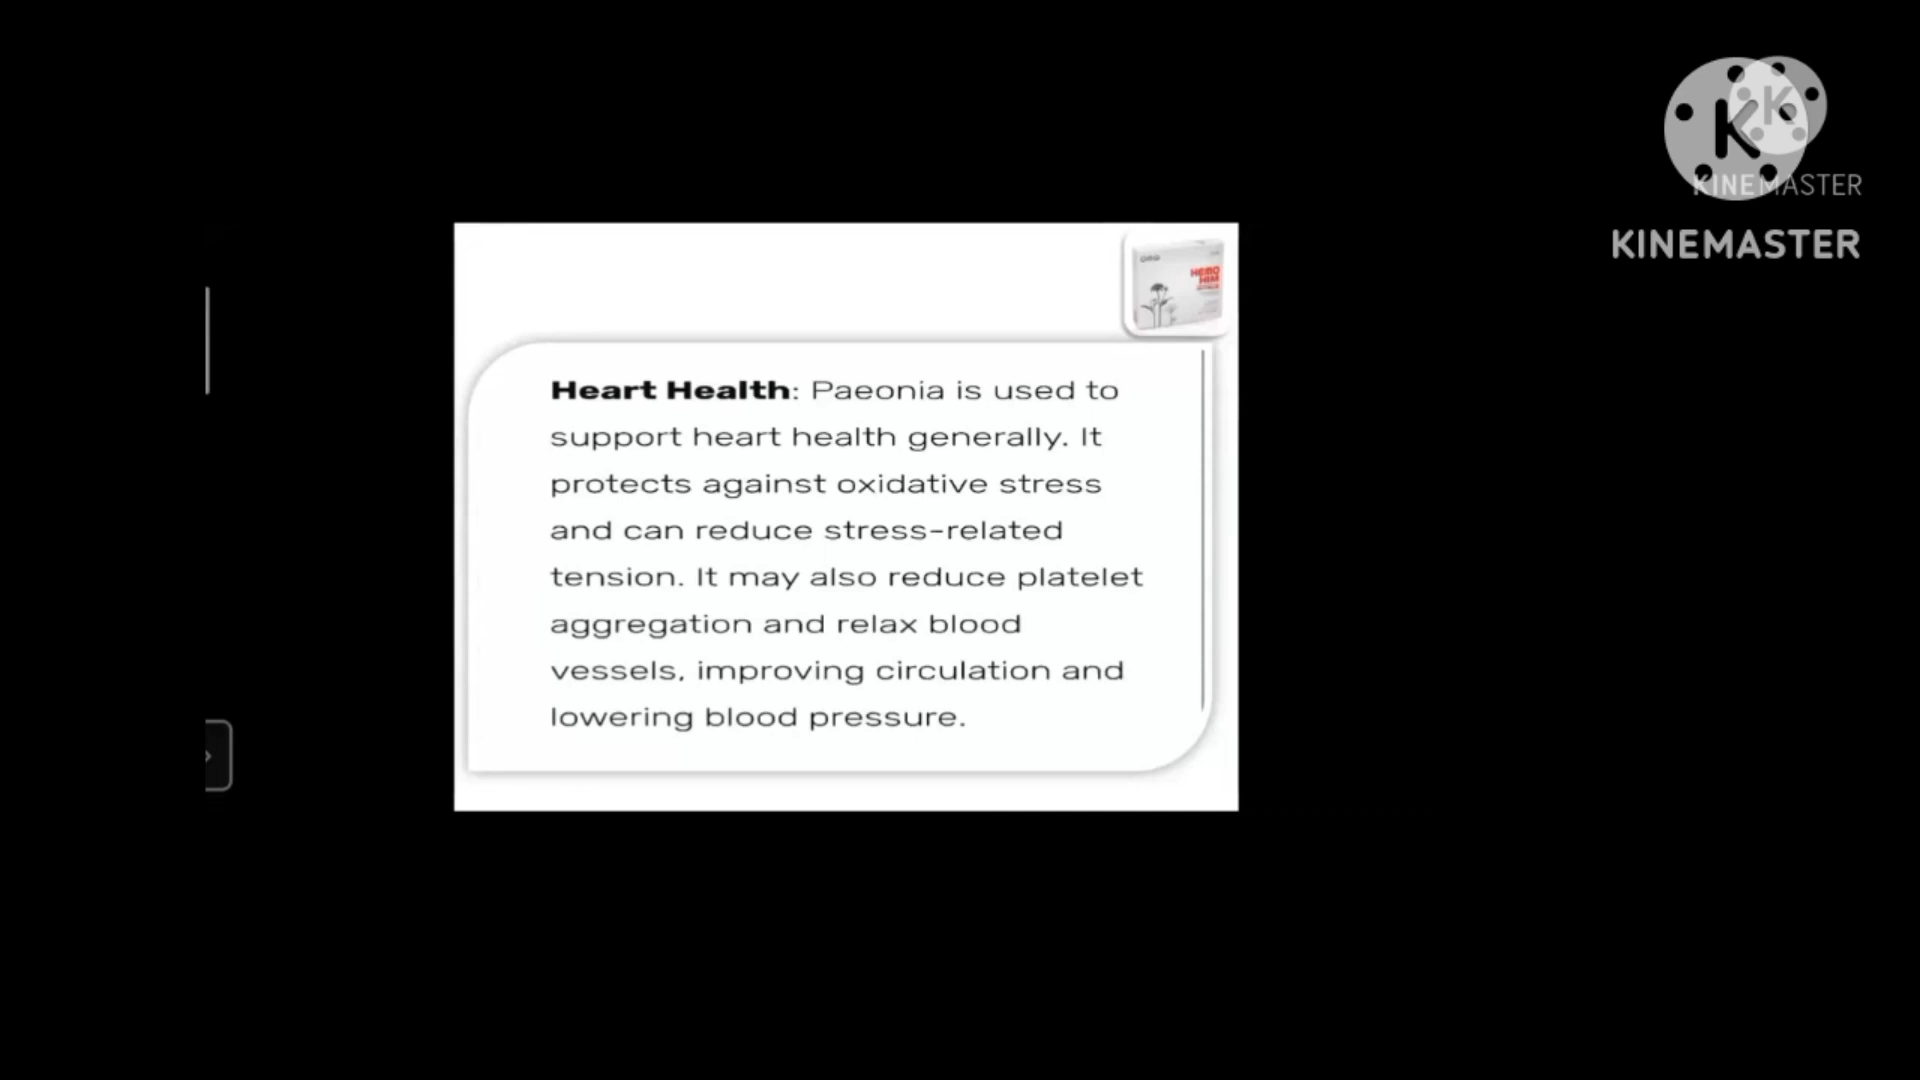 KINEMASTER
KINEMASTER
HEMO
HIM
Heart Health: Paeonia is used to
support heart health generally. It
protects against oxidative stress
and can reduce stress-related
tension. It may also reduce platelet
aggregation and relax blood
vessels, improving circulation and
lowering blood pressure.